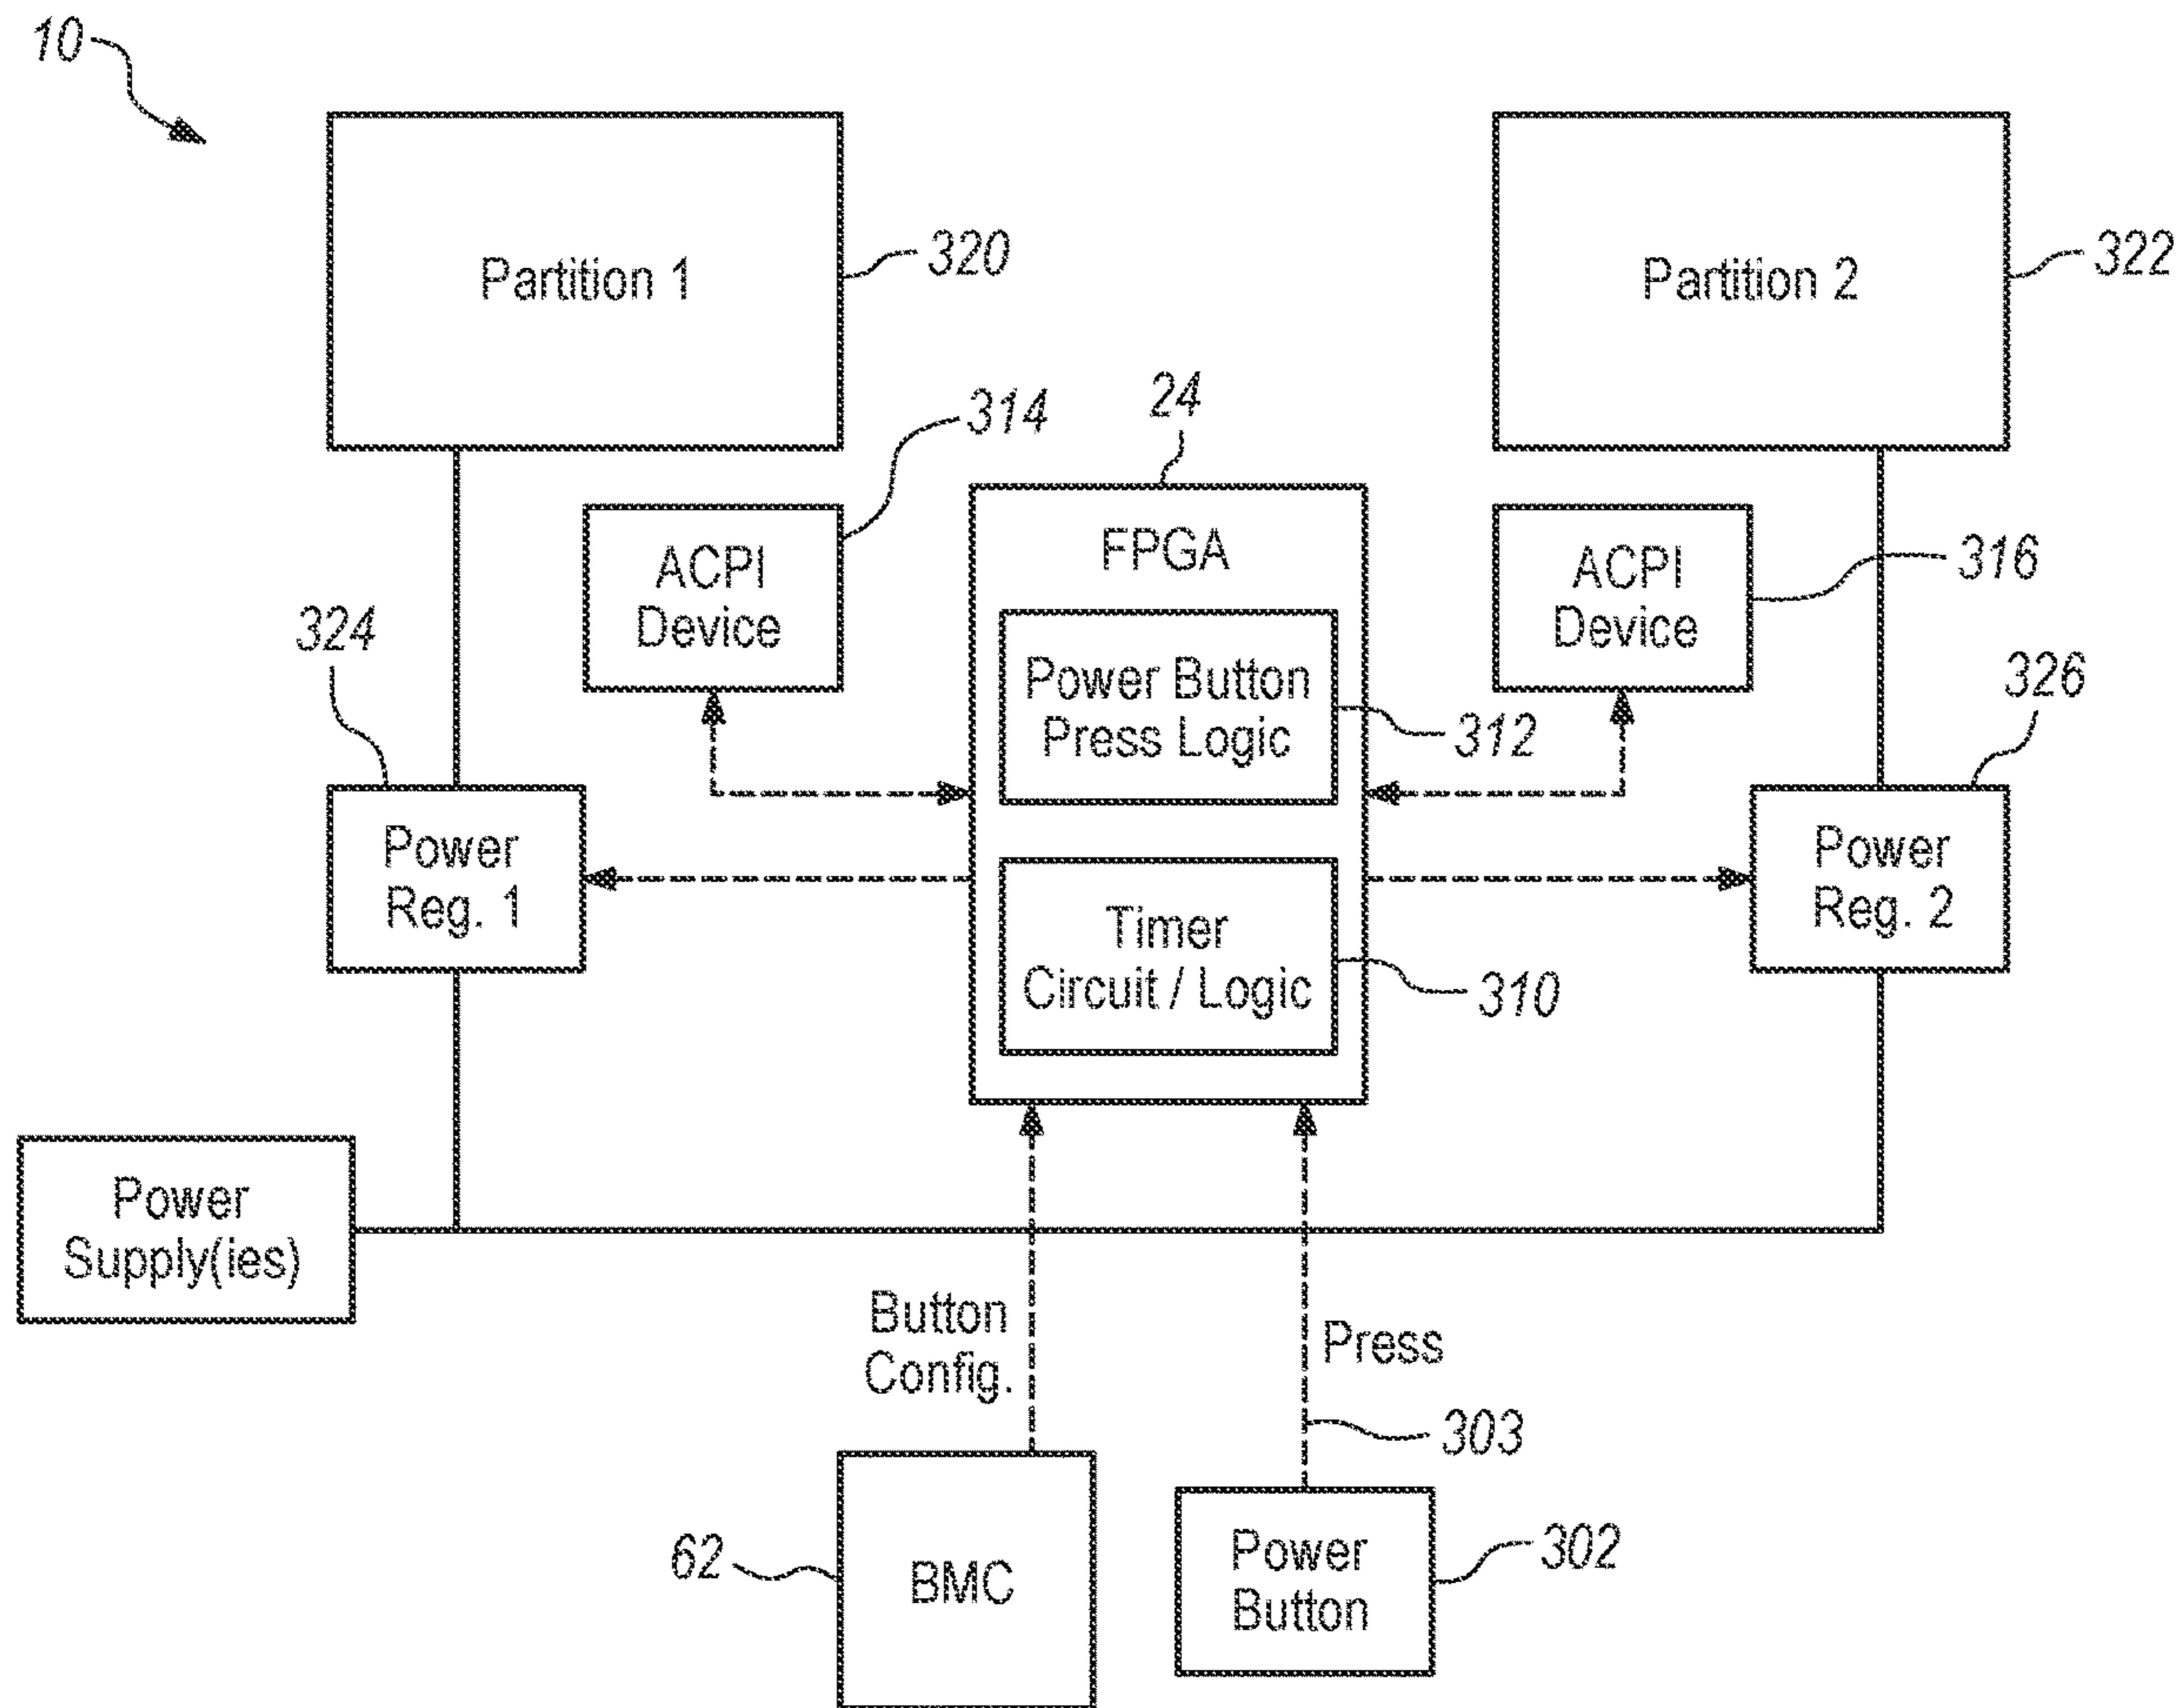 10
Partition 1
320
Partition 2
322
314
24
ACPI
Device
FPGA
ACPI
Device
316
324
Power Button
Press Logic
312
326
Power
Reg. 1
Timer
Circuit / Logic
310
Power
Reg. 2
Power
Supply(ies)
Button
Config.
Press
303
62
BMC
Power
Button
302